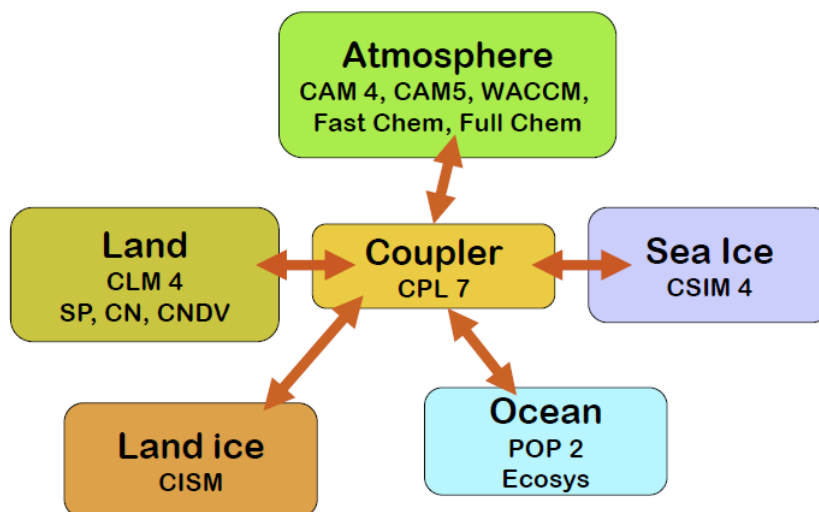 Atmosphere
CAM 4, CAM5, WACCM,
Fast Chem, Full Chem
Land
CLM 4
SP, CN, CNDV
Coupler
CPL 7
Sea Ice
CSIM 4
Land ice
CISM
Ocean
POP 2
Ecosys